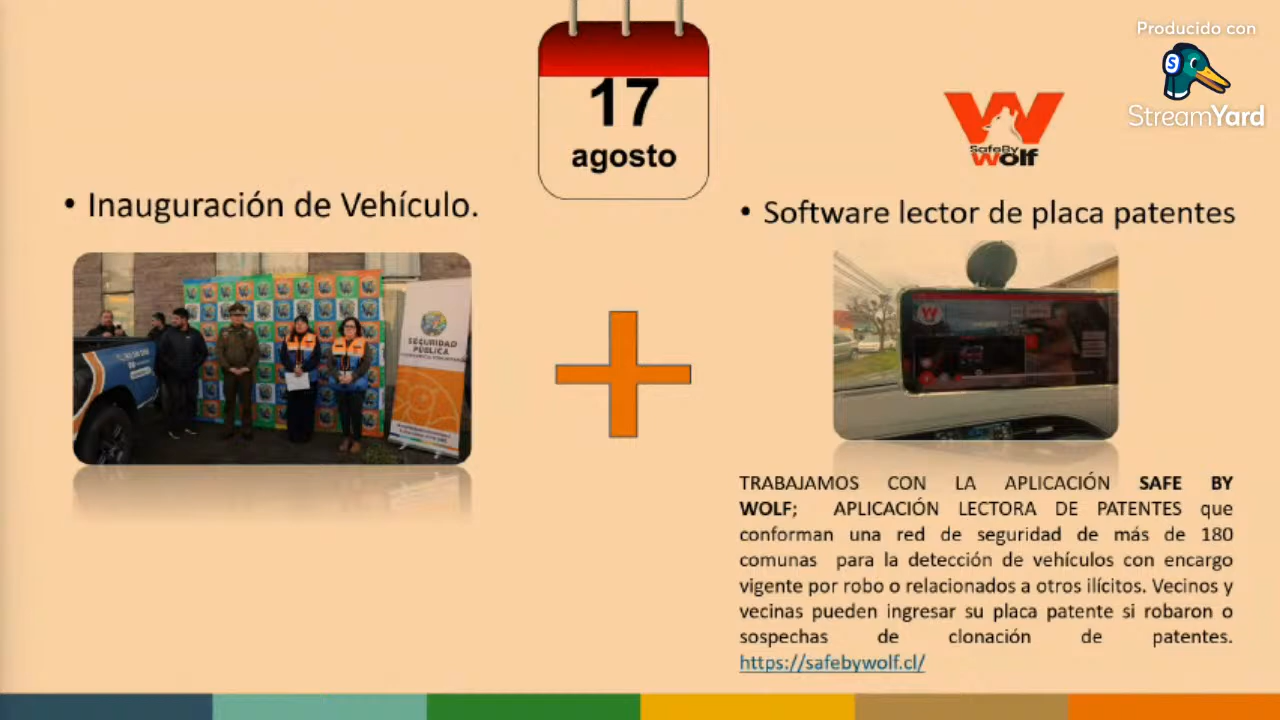 Producido con
StreamYard
17
agosto
SafeBy
Wolf
• Inauguración de Vehículo.
• Software lector de placa patentes
SEGURIDAD
PÚBLICA
TRABAJAMOS CON LA APLICACIÓN SAFE BY
WOLF; APLICACIÓN LECTORA DE PATENTES que
conforman una red de seguridad de más de 180
comunas para la detección de vehículos con encargo
vigente por robo o relacionados a otros ilícitos. Vecinos y
vecinas pueden ingresar su placa patente si robaron o
sospechas de clonación de patentes.
https://safebywolf.cl/